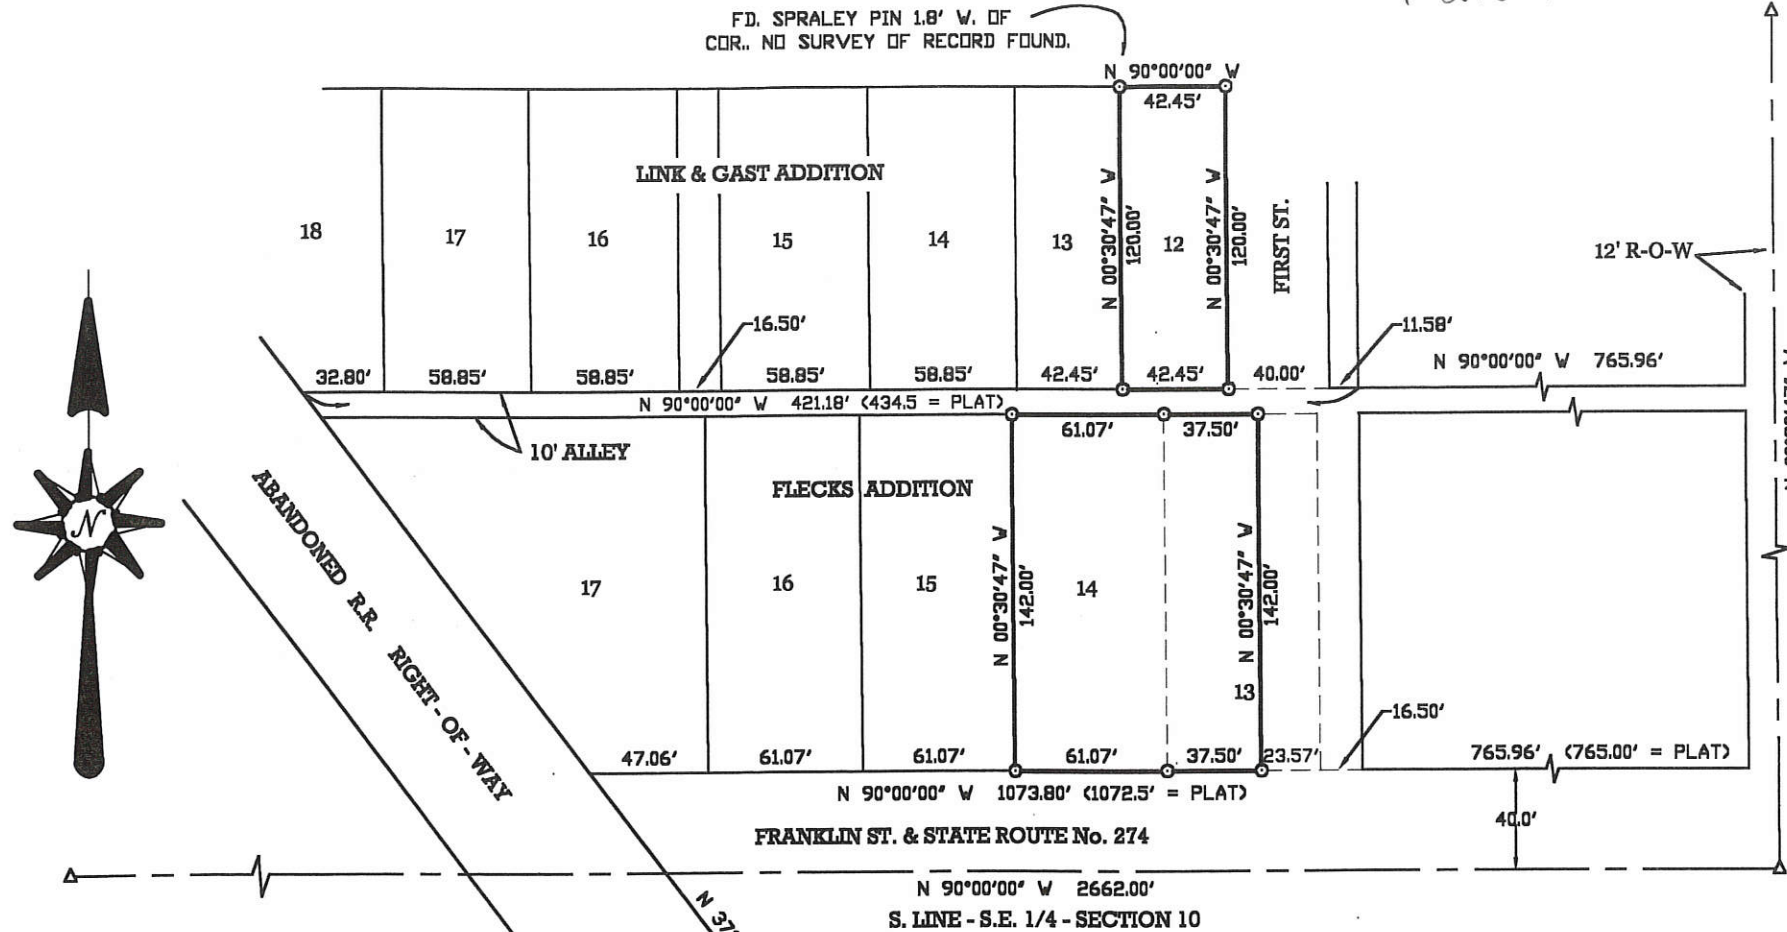 FD. SPRALEY PIN 1.8' W. OF
COR., NO SURVEY OF RECORD FOUND.
N 90°00'00" W
42.45'
LINK & GAST ADDITION
18
17
16
15
14
13
12
N 00°30'47" W
120.00'
N 00°30'47" W
120.00'
FIRST ST.
12' R-O-W
16.50'
11.58'
N 90°00'00" W 765.96'
32.80'
58.85'
58.85'
58.85'
58.85'
42.45'
42.45'
40.00'
N 90°00'00" W 421.18' (434.5 = PLAT)
61.07'
37.50'
10' ALLEY
FLECKS ADDITION
N
ABANDONED R.R. RIGHT-OF-WAY
17
16
15
14
13
N 00°30'47" W
142.00'
N 00°30'47" W
142.00'
16.50'
47.06'
61.07'
61.07'
61.07'
37.50'
23.57'
765.96' (765.00' = PLAT)
N 90°00'00" W 1073.80' (1072.5' = PLAT)
40.0'
FRANKLIN ST. & STATE ROUTE No. 274
N 90°00'00" W 2662.00'
N 37°
S. LINE - S.E. 1/4 - SECTION 10